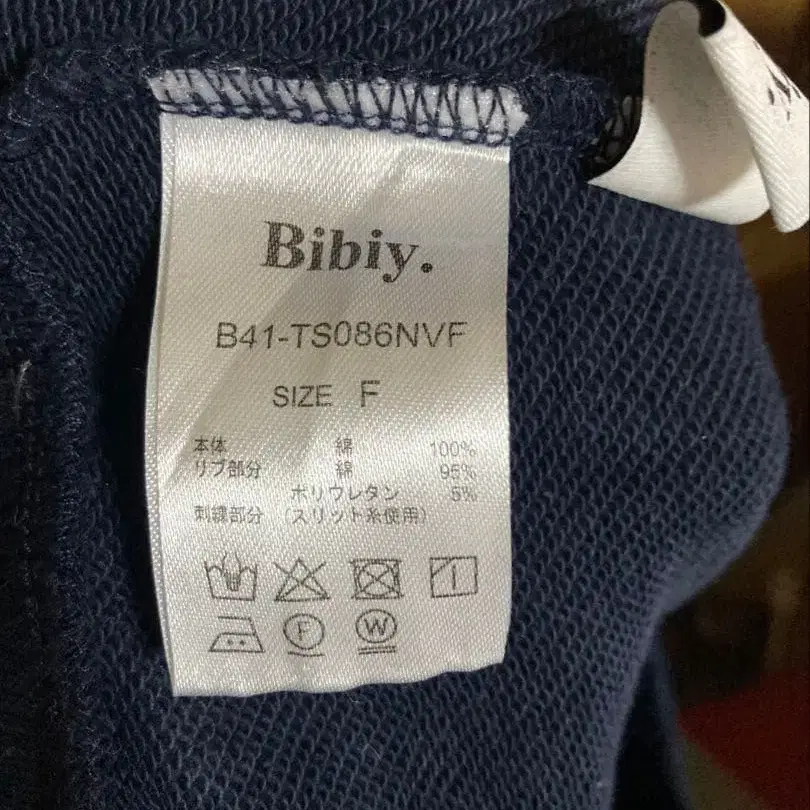 Bibiy.
B41-TS086NVF
SIZE F
本体 綿 100%
リブ部分 綿 95%
ポリウレタン 5%
刺繍部分 (スリット糸使用)
F W